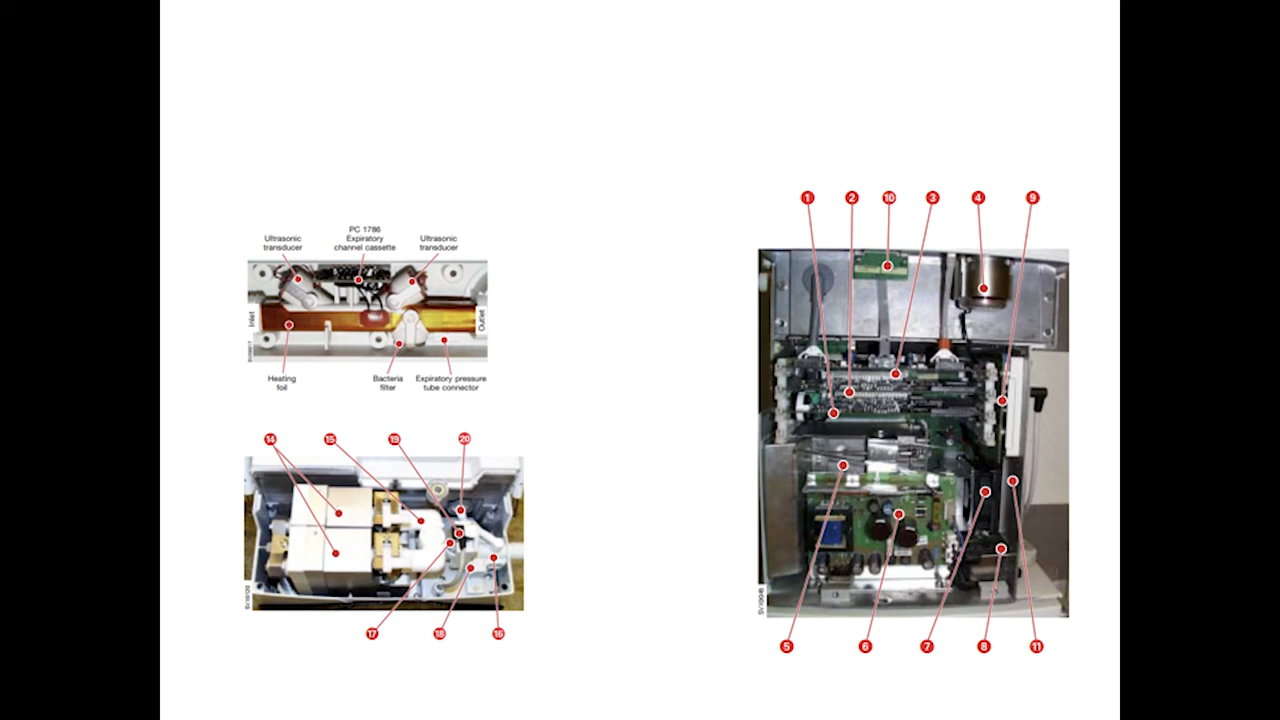 PC 1786
Ultrasonic Expiratory Ultrasonic
transducer channel cassette transducer
Inlet
Outlet
Heating Bacteria Expiratory pressure
foil filter tube connector
14 15 19 20
17 18 16
1 2 10 3 4 9
5 6 7 8 11